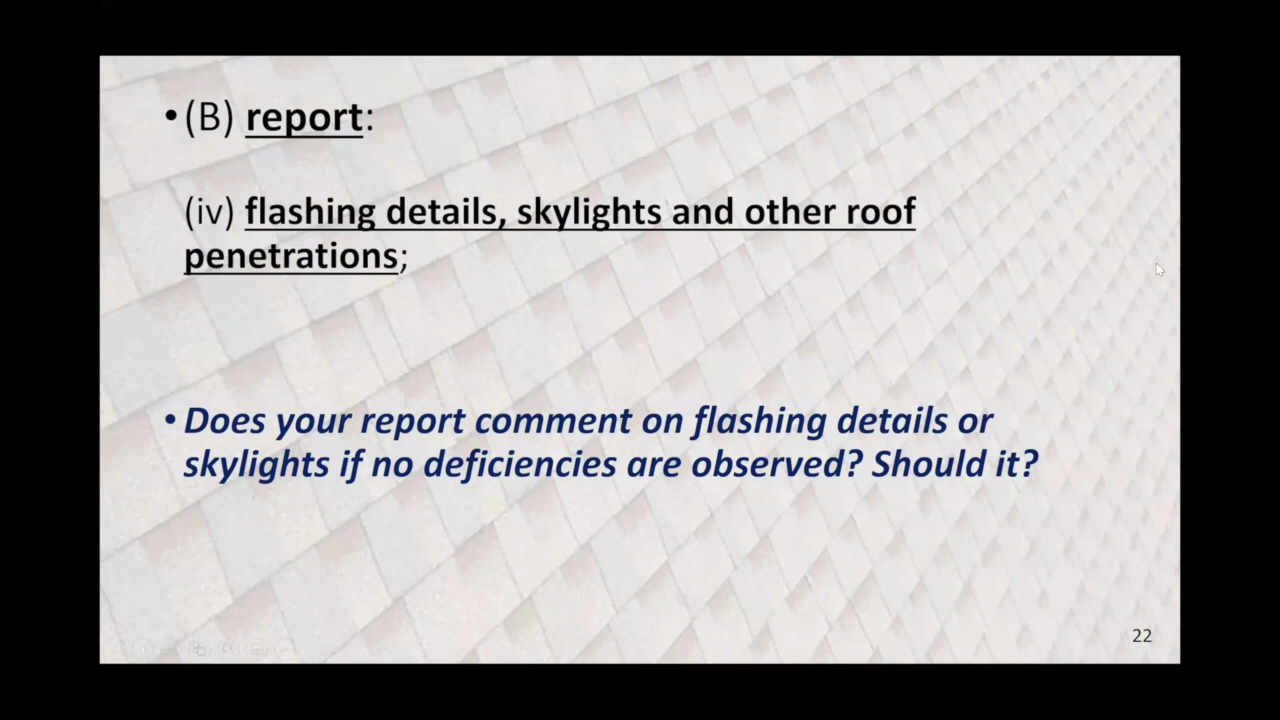 • (B) report:
(iv) flashing details, skylights and other roof
penetrations;
• Does your report comment on flashing details or
skylights if no deficiencies are observed? Should it?
22